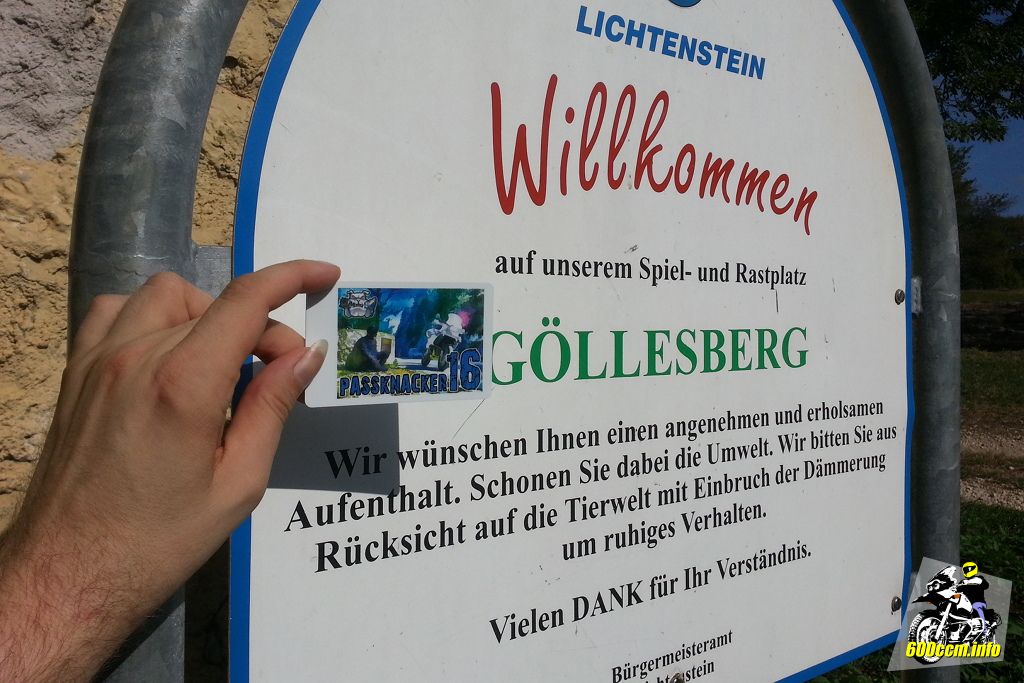 LICHTENSTEIN
Willkommen
auf unserem Spiel- und Rastplatz
GÖLLESBERG
PASSKNACKER 16
Wir wünschen Ihnen einen angenehmen und erholsamen
Aufenthalt. Schonen Sie dabei die Umwelt. Wir bitten Sie aus
Rücksicht auf die Tierwelt mit Einbruch der Dämmerung
um ruhiges Verhalten.
Vielen DANK für Ihr Verständnis.
Bürgermeisteramt
600ccm.info